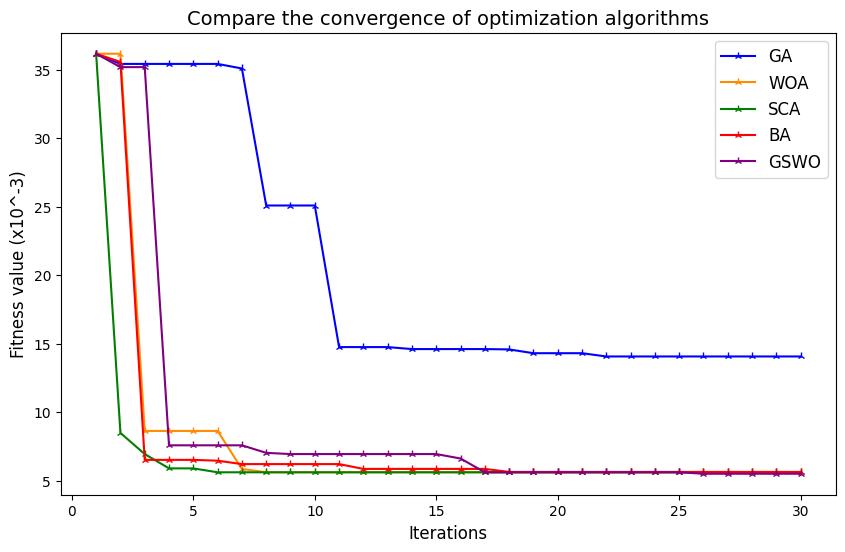 Compare the convergence of optimization algorithms
GA
WOA
SCA
BA
GSWO
Fitness value (x10^-3)
35
30
25
20
15
10
5
0
5
10
15
20
25
30
Iterations